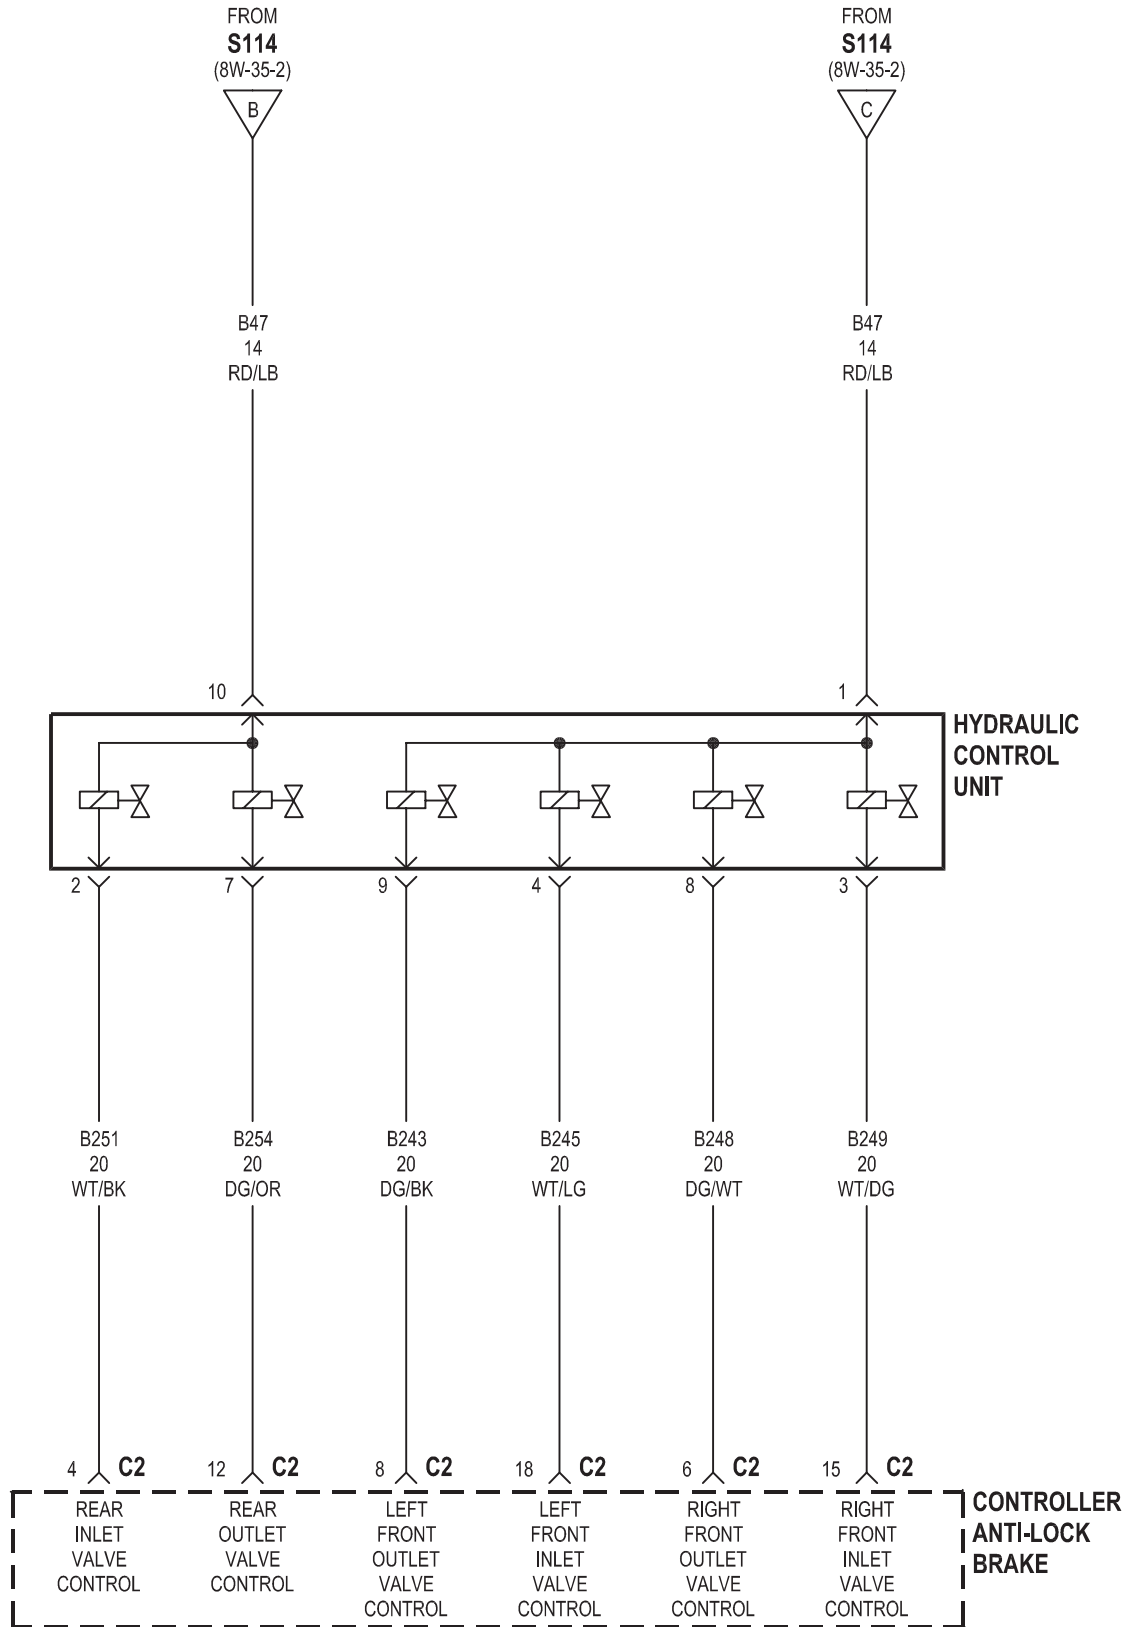 FROM
S114
(8W-35-2)
B
FROM
S114
(8W-35-2)
C
B47
14
RD/LB
B47
14
RD/LB
10
1
HYDRAULIC
CONTROL
UNIT
2
7
9
4
8
3
B251
20
WT/BK
B254
20
DG/OR
B243
20
DG/BK
B245
20
WT/LG
B248
20
DG/WT
B249
20
WT/DG
4 C2
12 C2
8 C2
18 C2
6 C2
15 C2
REAR
INLET
VALVE
CONTROL
REAR
OUTLET
VALVE
CONTROL
LEFT
FRONT
OUTLET
VALVE
CONTROL
LEFT
FRONT
INLET
VALVE
CONTROL
RIGHT
FRONT
OUTLET
VALVE
CONTROL
RIGHT
FRONT
INLET
VALVE
CONTROL
CONTROLLER
ANTI-LOCK
BRAKE